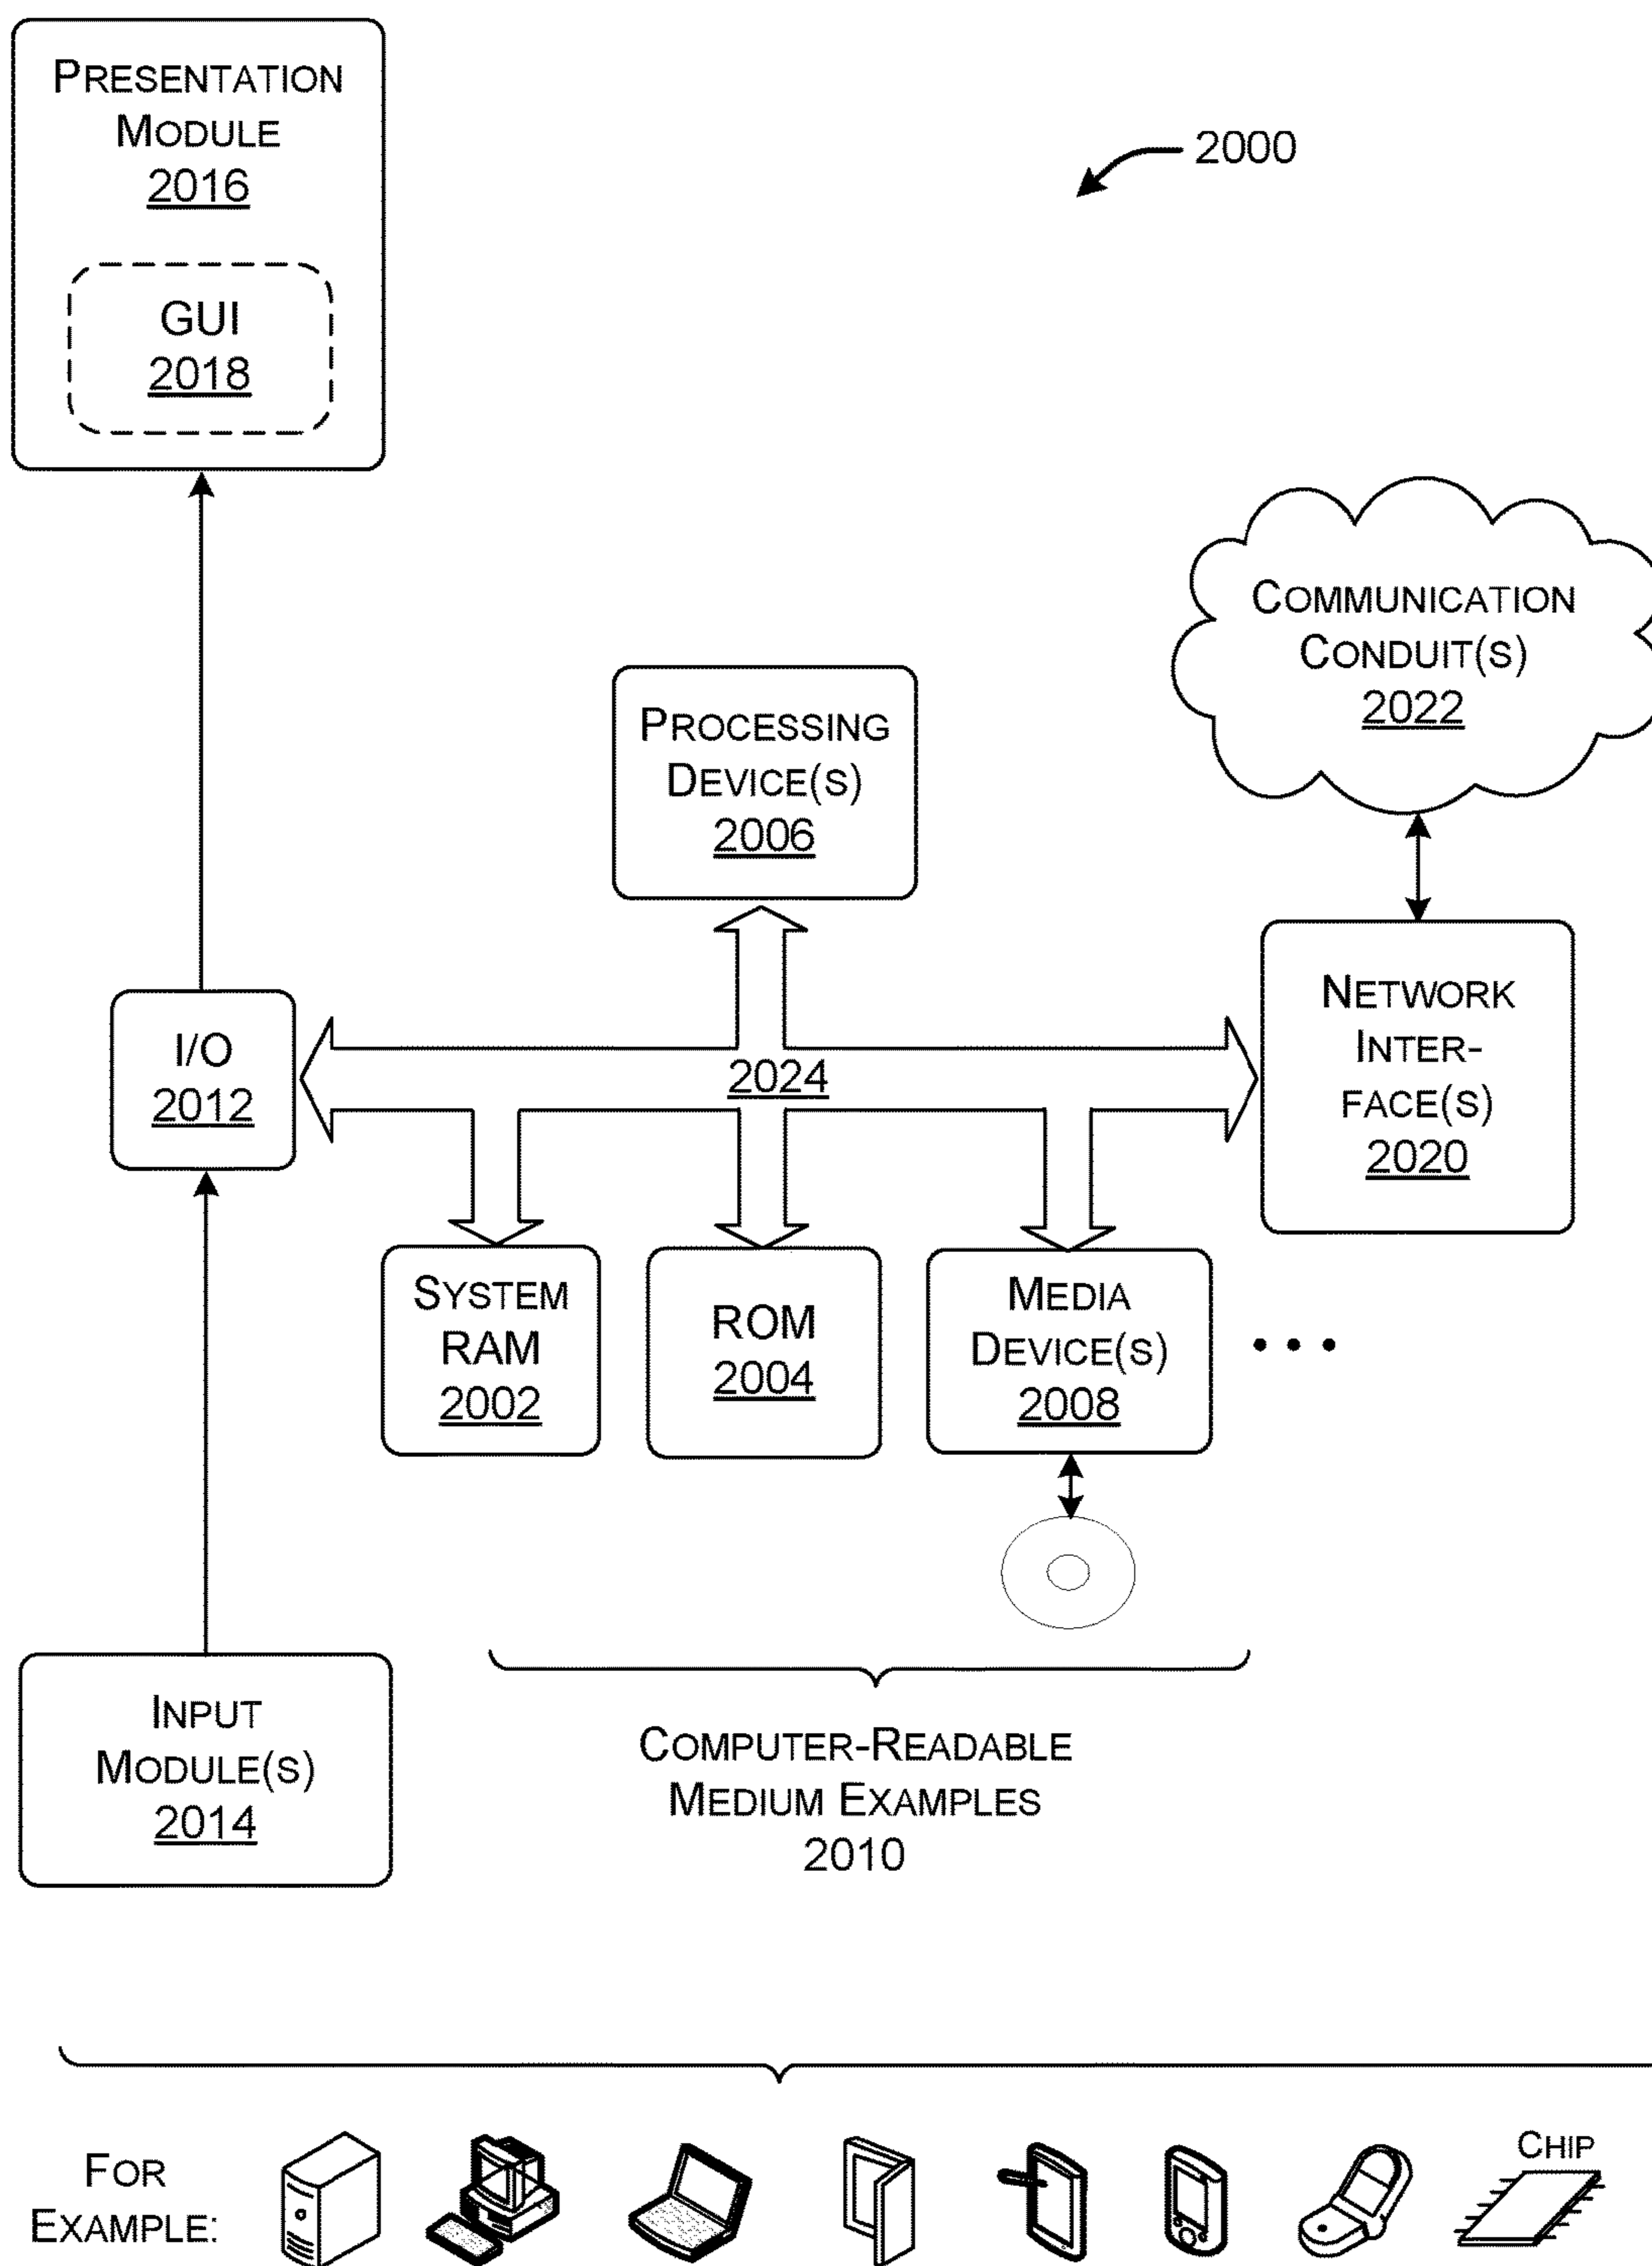 PRESENTATION
MODULE
2016
GUI
2018
2000
COMMUNICATION
CONDUIT(S)
2022
PROCESSING
DEVICE(S)
2006
I/O
2012
2024
NETWORK
INTER-
FACE(S)
2020
SYSTEM
RAM
2002
ROM
2004
MEDIA
DEVICE(S)
2008
INPUT
MODULE(S)
2014
COMPUTER-READABLE
MEDIUM EXAMPLES
2010
FOR
EXAMPLE:
CHIP